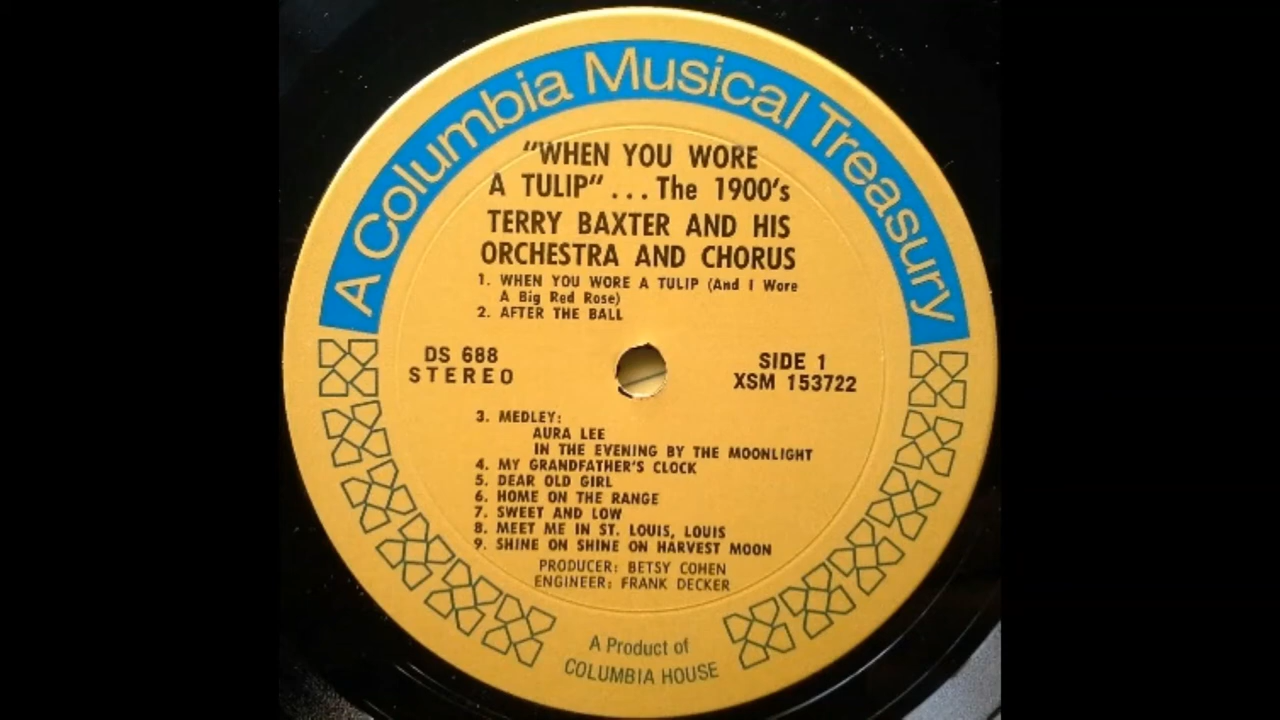 A Columbia Musical Treasury
"WHEN YOU WORE
A TULIP"...The 1900's
TERRY BAXTER AND HIS
ORCHESTRA AND CHORUS
1. WHEN YOU WORE A TULIP (And I Wore
A Big Red Rose)
2. AFTER THE BALL
DS 688
STEREO
SIDE 1
XSM 153722
3. MEDLEY:
AURA LEE
IN THE EVENING BY THE MOONLIGHT
4. MY GRANDFATHER'S CLOCK
5. DEAR OLD GIRL
6. HOME ON THE RANGE
7. SWEET AND LOW
8. MEET ME IN ST. LOUIS, LOUIS
9. SHINE ON SHINE ON HARVEST MOON
PRODUCER: BETSY COHEN
ENGINEER: FRANK DECKER
A Product of
COLUMBIA HOUSE